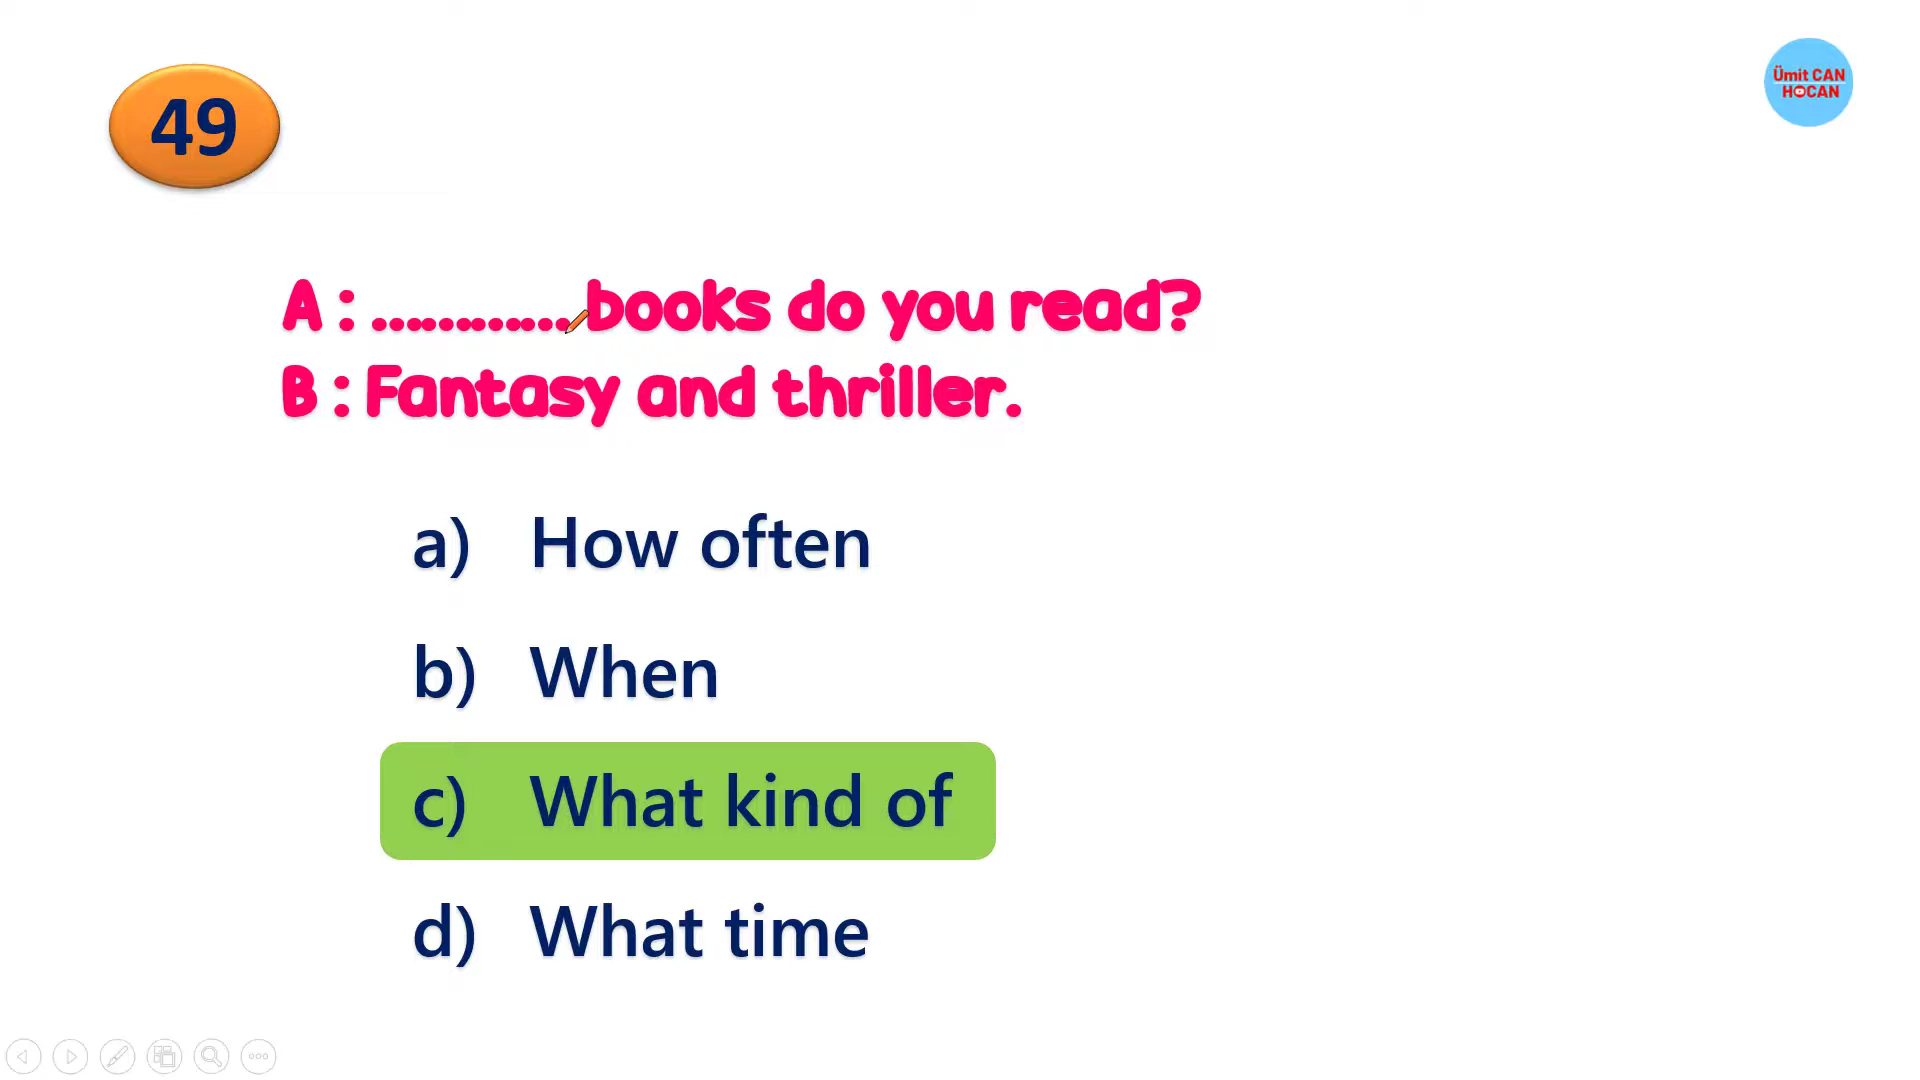 49
Ümit CAN
HOCAN
A : ............. books do you read?
B : Fantasy and thriller.
a) How often
b) When
c) What kind of
d) What time